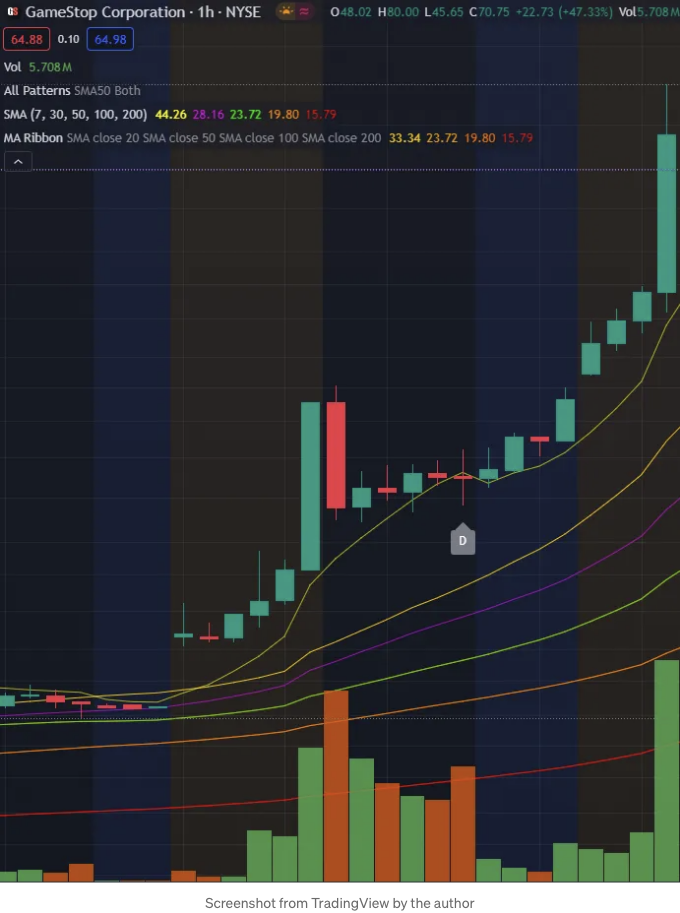 GS GameStop Corporation · 1h · NYSE O48.02 H80.00 L45.65 C70.75 +22.73 (+47.33%) Vol5.708M
64.88 0.10 64.98
Vol 5.708M
All Patterns SMA50 Both
SMA (7, 30, 50, 100, 200) 44.26 28.16 23.72 19.80 15.79
MA Ribbon SMA close 20 SMA close 50 SMA close 100 SMA close 200 33.34 23.72 19.80 15.79
D
Screenshot from TradingView by the author